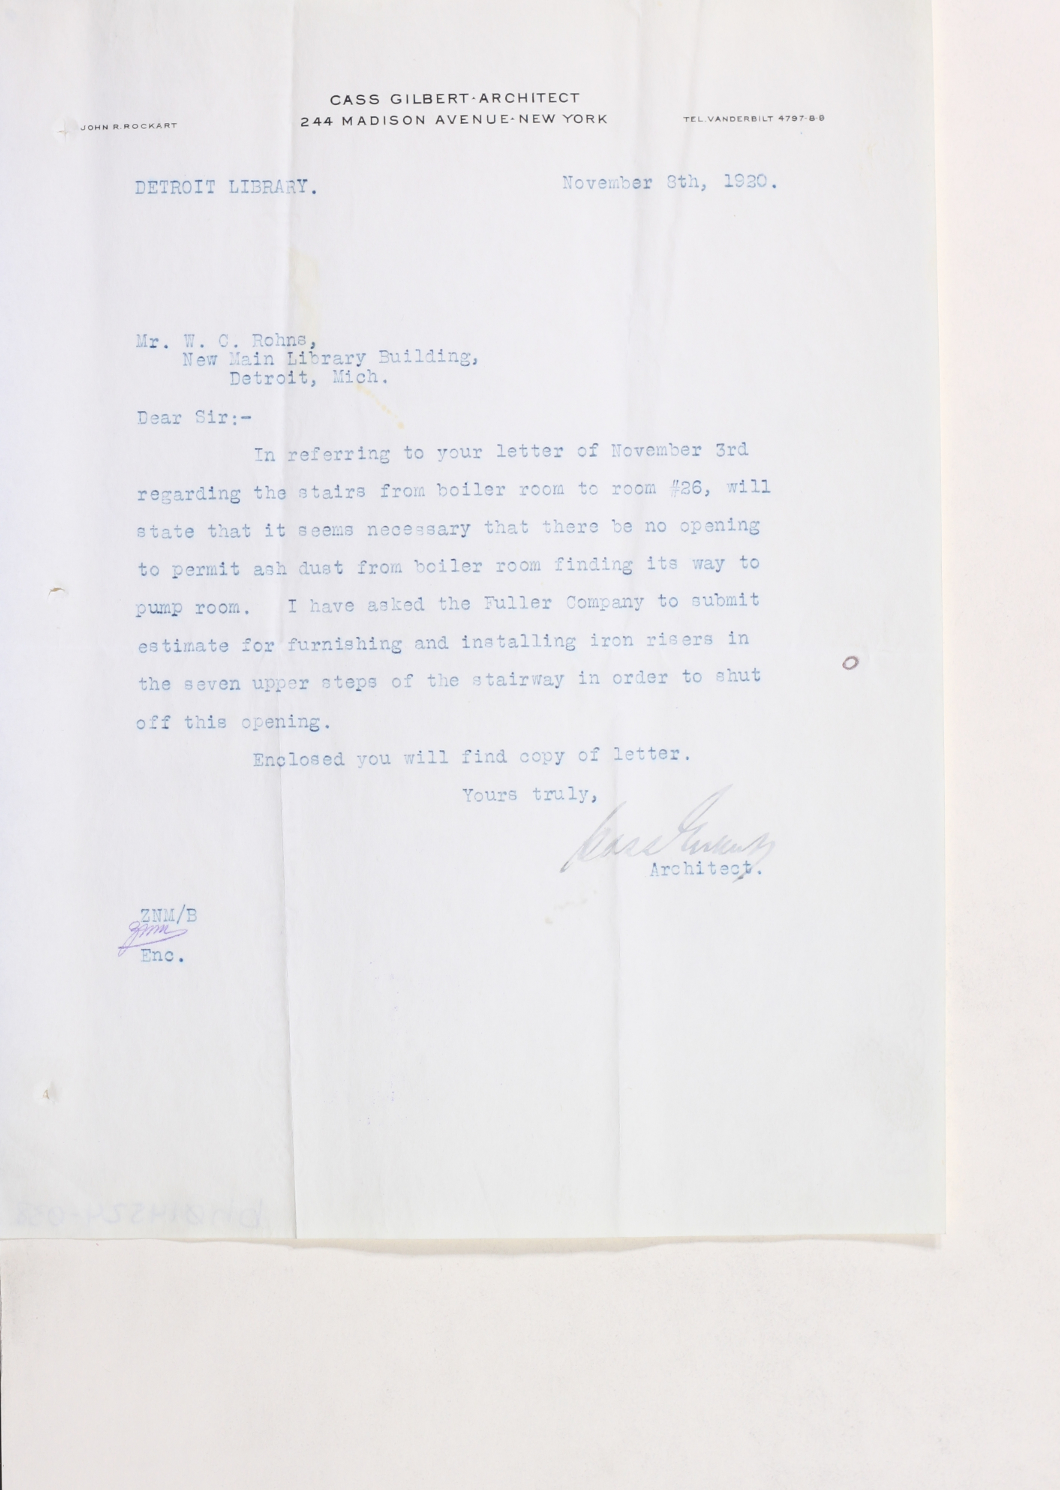 CASS GILBERT-ARCHITECT
244 MADISON AVENUE-NEW YORK
JOHN R. ROCKART
TEL. VANDERBILT 4797-8-9
DETROIT LIBRARY.
November 8th, 1920.
Mr. W. C. Rohns,
New Main Library Building,
Detroit, Mich.
Dear Sir:-
In referring to your letter of November 3rd
regarding the stairs from boiler room to room #26, will
state that it seems necessary that there be no opening
to permit ash dust from boiler room finding its way to
pump room. I have asked the Fuller Company to submit
estimate for furnishing and installing iron risers in
the seven upper steps of the stairway in order to shut
off this opening.
Enclosed you will find copy of letter.
Yours truly,
Cass Gilbert
Architect.
ZNM/B
Enc.